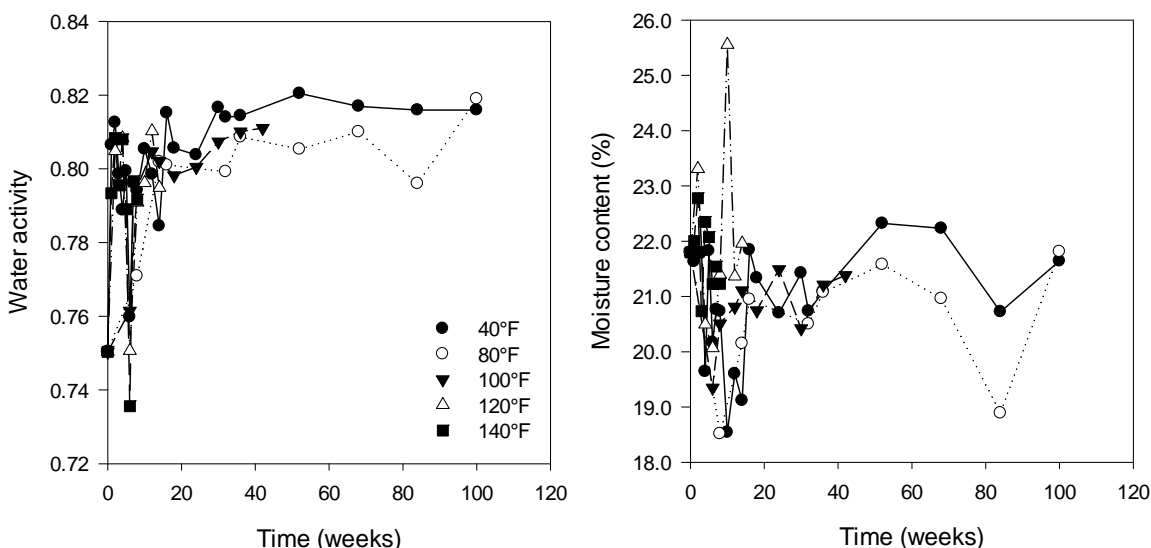 Water activity
0.84
0.82
0.80
0.78
0.76
0.74
0.72
0 20 40 60 80 100 120
Time (weeks)
40°F
80°F
100°F
120°F
140°F
Moisture content (%)
26.0
25.0
24.0
23.0
22.0
21.0
20.0
19.0
18.0
0 20 40 60 80 100 120
Time (weeks)